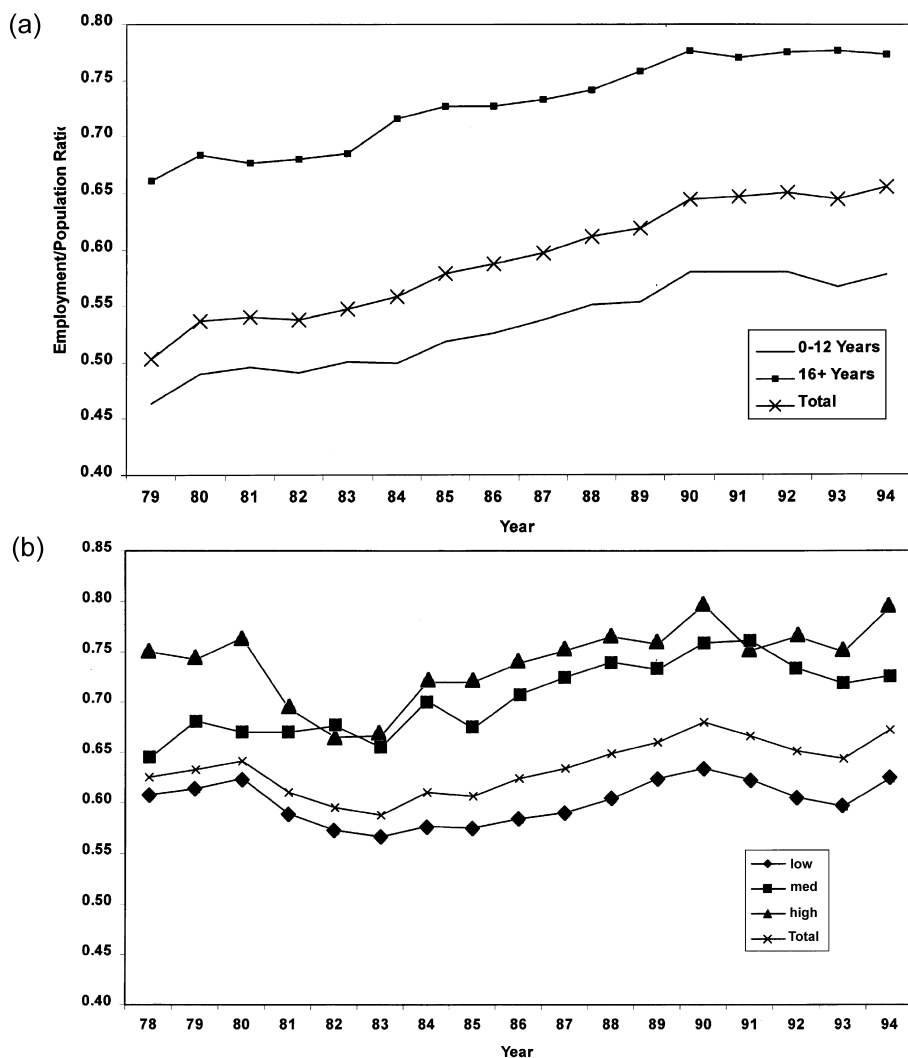 (a)
0.80
0.75
0.70
0.65
0.60
0.55
0.50
0.45
0.40
Employment/Population Ratio
0-12 Years
16+ Years
Total
79 80 81 82 83 84 85 86 87 88 89 90 91 92 93 94
Year
(b)
0.85
0.80
0.75
0.70
0.65
0.60
0.55
0.50
0.45
0.40
low
med
high
Total
78 79 80 81 82 83 84 85 86 87 88 89 90 91 92 93 94
Year